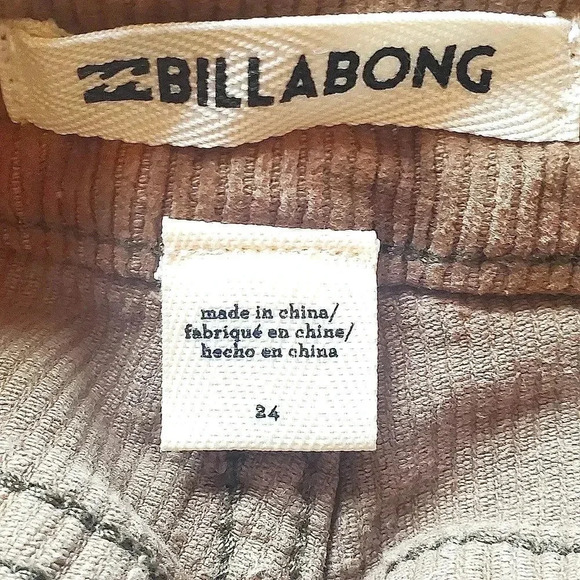 BILLABONG
made in china/
fabriqué en chine/
hecho en china
24